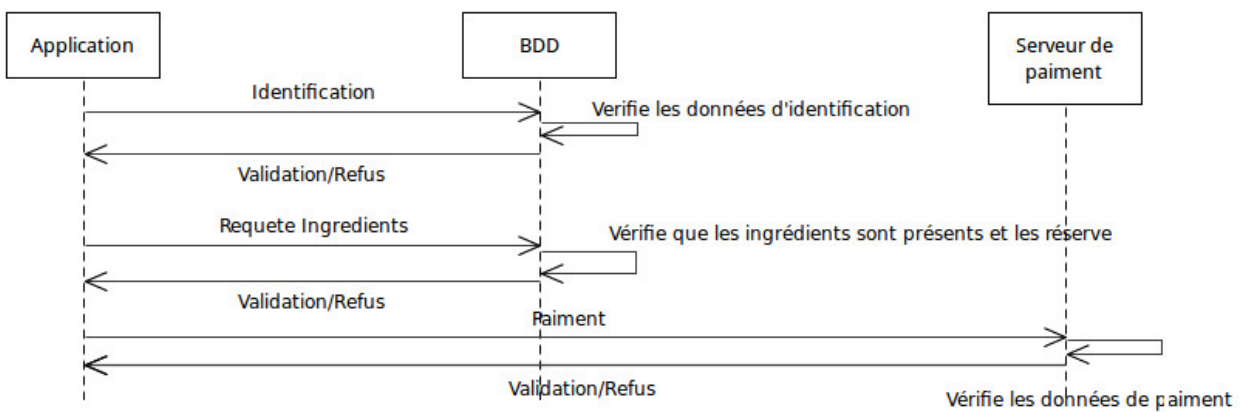 Application
BDD
Serveur de
paiment
Identification
Verifie les données d'identification
Validation/Refus
Requete Ingredients
Vérifie que les ingrédients sont présents et les réserve
Validation/Refus
Paiment
Validation/Refus
Vérifie les données de paiment